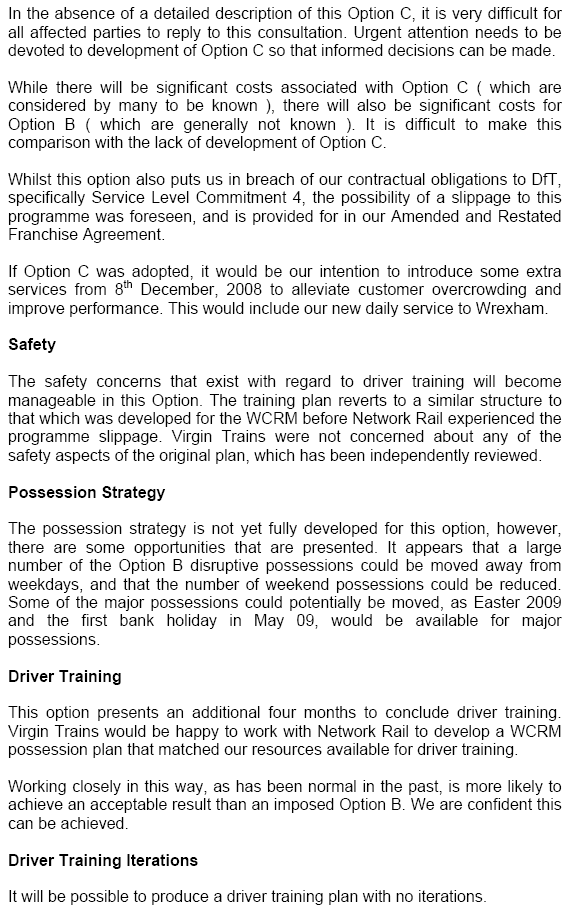 In the absence of a detailed description of this Option C, it is very difficult for
all affected parties to reply to this consultation. Urgent attention needs to be
devoted to development of Option C so that informed decisions can be made.
While there will be significant costs associated with Option C ( which are
considered by many to be known ), there will also be significant costs for
Option B ( which are generally not known ). It is difficult to make this
comparison with the lack of development of Option C.
Whilst this option also puts us in breach of our contractual obligations to DfT,
specifically Service Level Commitment 4, the possibility of a slippage to this
programme was foreseen, and is provided for in our Amended and Restated
Franchise Agreement.
If Option C was adopted, it would be our intention to introduce some extra
services from 8th December, 2008 to alleviate customer overcrowding and
improve performance. This would include our new daily service to Wrexham.
Safety
The safety concerns that exist with regard to driver training will become
manageable in this Option. The training plan reverts to a similar structure to
that which was developed for the WCRM before Network Rail experienced the
programme slippage. Virgin Trains were not concerned about any of the
safety aspects of the original plan, which has been independently reviewed.
Possession Strategy
The possession strategy is not yet fully developed for this option, however,
there are some opportunities that are presented. It appears that a large
number of the Option B disruptive possessions could be moved away from
weekdays, and that the number of weekend possessions could be reduced.
Some of the major possessions could potentially be moved, as Easter 2009
and the first bank holiday in May 09, would be available for major
possessions.
Driver Training
This option presents an additional four months to conclude driver training.
Virgin Trains would be happy to work with Network Rail to develop a WCRM
possession plan that matched our resources available for driver training.
Working closely in this way, as has been normal in the past, is more likely to
achieve an acceptable result than an imposed Option B. We are confident this
can be achieved.
Driver Training Iterations
It will be possible to produce a driver training plan with no iterations.